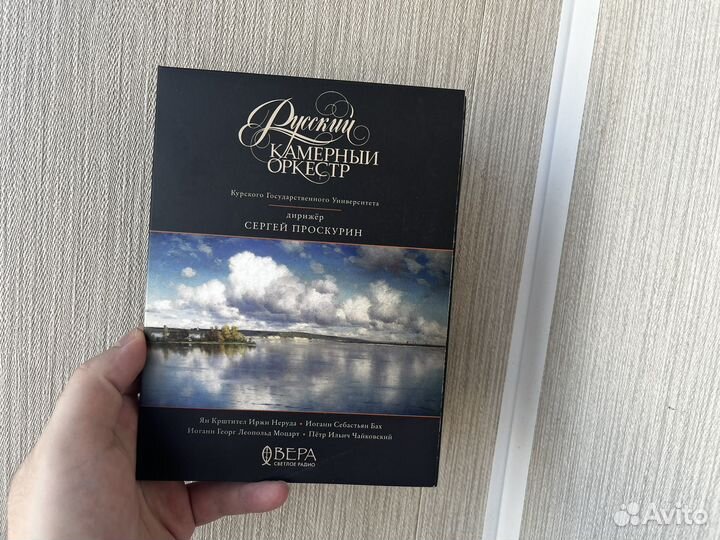 Русский
КАМЕРНЫЙ
ОРКЕСТР
Курского Государственного Университета
дирижёр
СЕРГЕЙ ПРОСКУРИН
Ян Крштител Иржи Неруда • Иоганн Себастьян Бах
Иоганн Георг Леопольд Моцарт • Пётр Ильич Чайковский
ВЕРА
СВЕТЛОЕ РАДИО
Avito